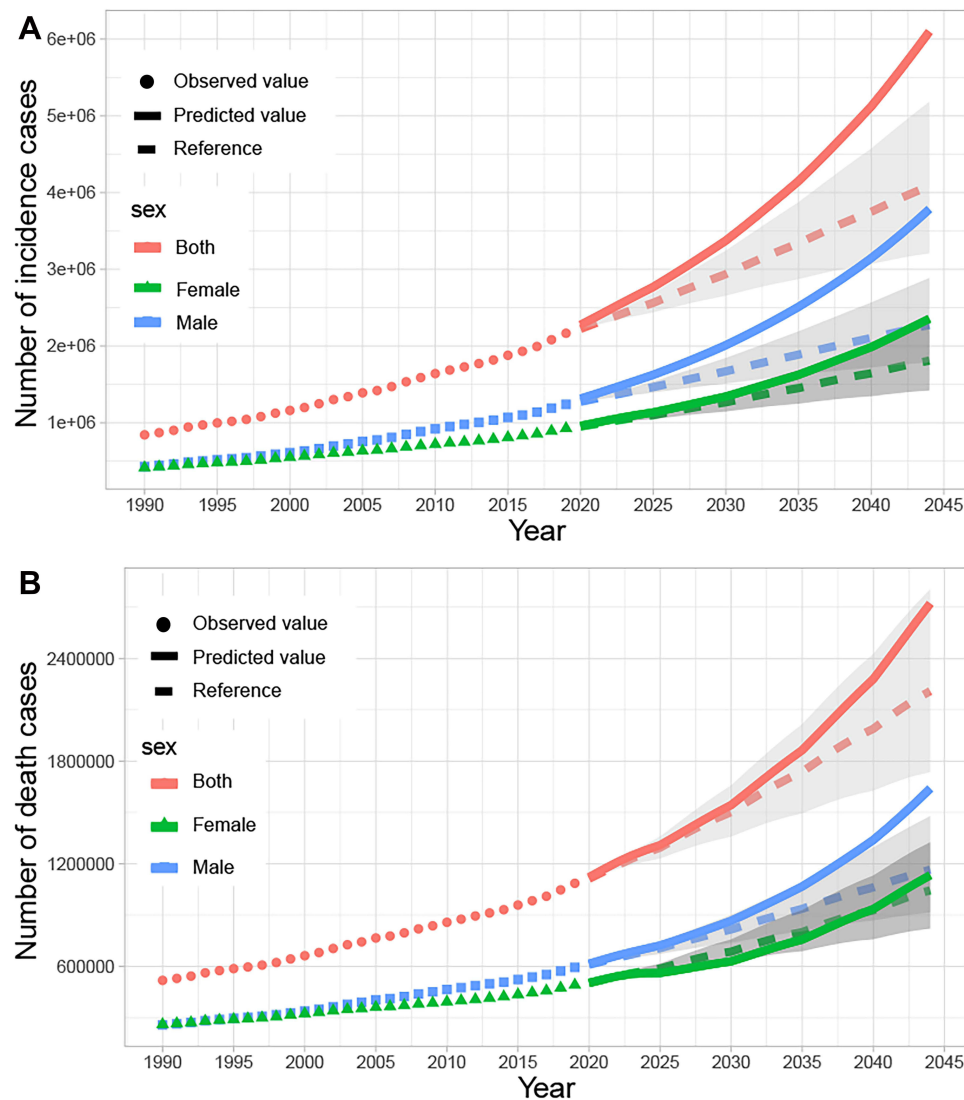 A
Number of incidence cases
6e+06
5e+06
4e+06
3e+06
2e+06
1e+06
Observed value
Predicted value
Reference
sex
Both
Female
Male
1990 1995 2000 2005 2010 2015 2020 2025 2030 2035 2040 2045
Year
B
Number of death cases
2400000
1800000
1200000
600000
Observed value
Predicted value
Reference
sex
Both
Female
Male
1990 1995 2000 2005 2010 2015 2020 2025 2030 2035 2040 2045
Year